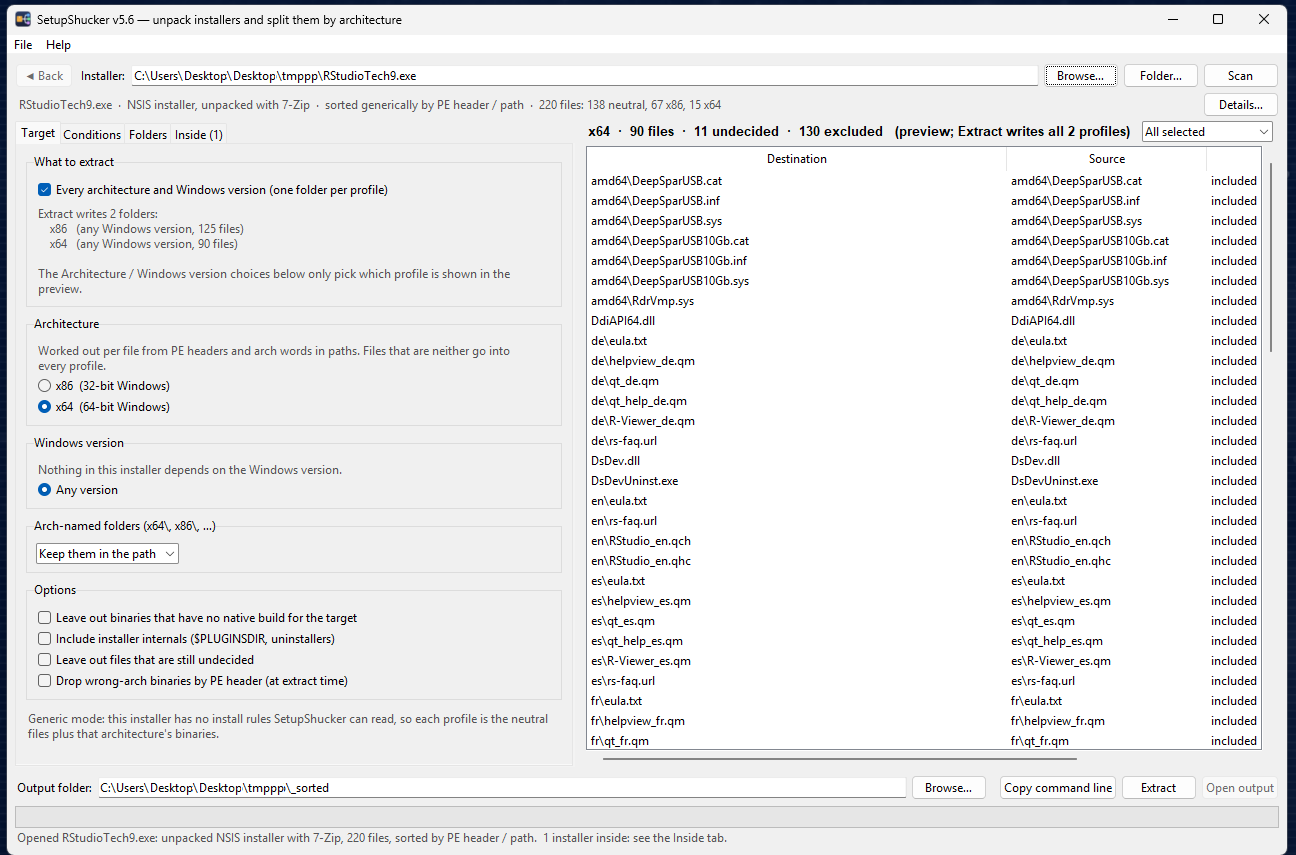 SetupShucker v5.6 — unpack installers and split them by architecture
File Help
◄ Back Installer: C:\Users\Desktop\Desktop\tmppp\RStudioTech9.exe Browse... Folder... Scan
RStudioTech9.exe · NSIS installer, unpacked with 7-Zip · sorted generically by PE header / path · 220 files: 138 neutral, 67 x86, 15 x64 Details...
Target Conditions Folders Inside (1)
What to extract
Every architecture and Windows version (one folder per profile)
Extract writes 2 folders:
x86 (any Windows version, 125 files)
x64 (any Windows version, 90 files)
The Architecture / Windows version choices below only pick which profile is shown in the
preview.
Architecture
Worked out per file from PE headers and arch words in paths. Files that are neither go into
every profile.
x86 (32-bit Windows)
x64 (64-bit Windows)
Windows version
Nothing in this installer depends on the Windows version.
Any version
Arch-named folders (x64\, x86\, ...)
Keep them in the path
Options
Leave out binaries that have no native build for the target
Include installer internals ($PLUGINSDIR, uninstallers)
Leave out files that are still undecided
Drop wrong-arch binaries by PE header (at extract time)
Generic mode: this installer has no install rules SetupShucker can read, so each profile is the neutral
files plus that architecture's binaries.
x64 · 90 files · 11 undecided · 130 excluded (preview; Extract writes all 2 profiles) All selected
Destination Source
amd64\DeepSparUSB.cat amd64\DeepSparUSB.cat included
amd64\DeepSparUSB.inf amd64\DeepSparUSB.inf included
amd64\DeepSparUSB.sys amd64\DeepSparUSB.sys included
amd64\DeepSparUSB10Gb.cat amd64\DeepSparUSB10Gb.cat included
amd64\DeepSparUSB10Gb.inf amd64\DeepSparUSB10Gb.inf included
amd64\DeepSparUSB10Gb.sys amd64\DeepSparUSB10Gb.sys included
amd64\RdrVmp.sys amd64\RdrVmp.sys included
DdiAPI64.dll DdiAPI64.dll included
de\eula.txt de\eula.txt included
de\helpview_de.qm de\helpview_de.qm included
de\qt_de.qm de\qt_de.qm included
de\qt_help_de.qm de\qt_help_de.qm included
de\R-Viewer_de.qm de\R-Viewer_de.qm included
de\rs-faq.url de\rs-faq.url included
DsDev.dll DsDev.dll included
DsDevUninst.exe DsDevUninst.exe included
en\eula.txt en\eula.txt included
en\rs-faq.url en\rs-faq.url included
en\RStudio_en.qch en\RStudio_en.qch included
en\RStudio_en.qhc en\RStudio_en.qhc included
es\eula.txt es\eula.txt included
es\helpview_es.qm es\helpview_es.qm included
es\qt_es.qm es\qt_es.qm included
es\qt_help_es.qm es\qt_help_es.qm included
es\R-Viewer_es.qm es\R-Viewer_es.qm included
es\rs-faq.url es\rs-faq.url included
fr\eula.txt fr\eula.txt included
fr\helpview_fr.qm fr\helpview_fr.qm included
fr\qt_fr.qm fr\qt_fr.qm included
Output folder: C:\Users\Desktop\Desktop\tmppp\_sorted Browse... Copy command line Extract Open output
Opened RStudioTech9.exe: unpacked NSIS installer with 7-Zip, 220 files, sorted by PE header / path. 1 installer inside: see the Inside tab.